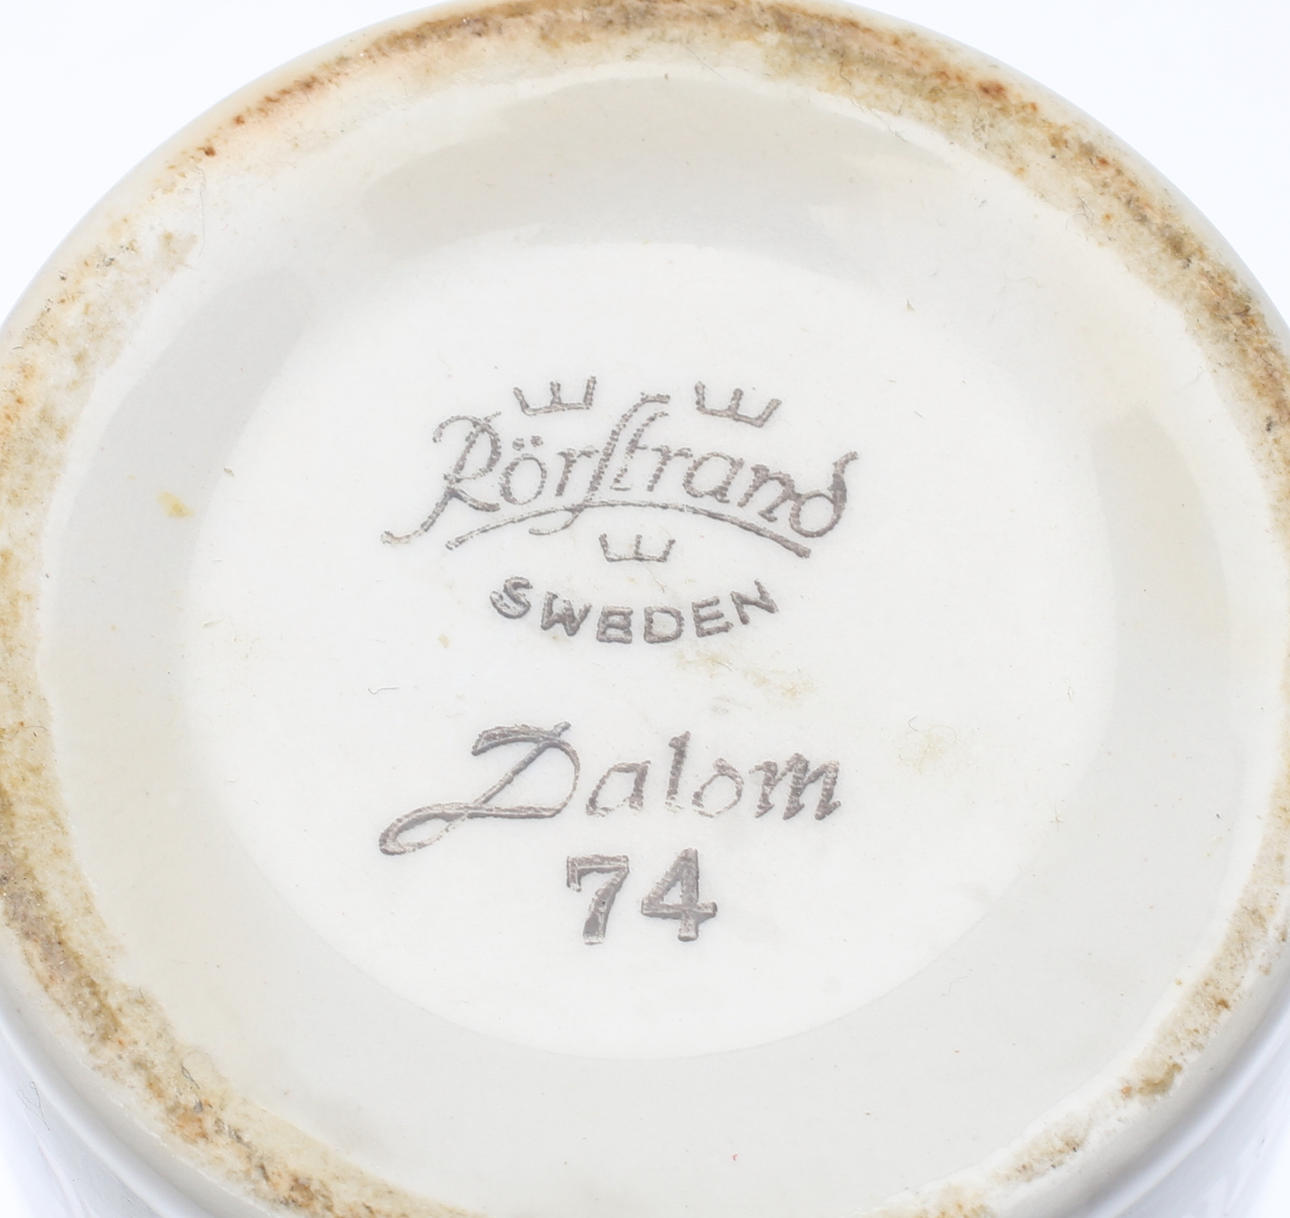 Rörstrand
SWEDEN
Dalom
74